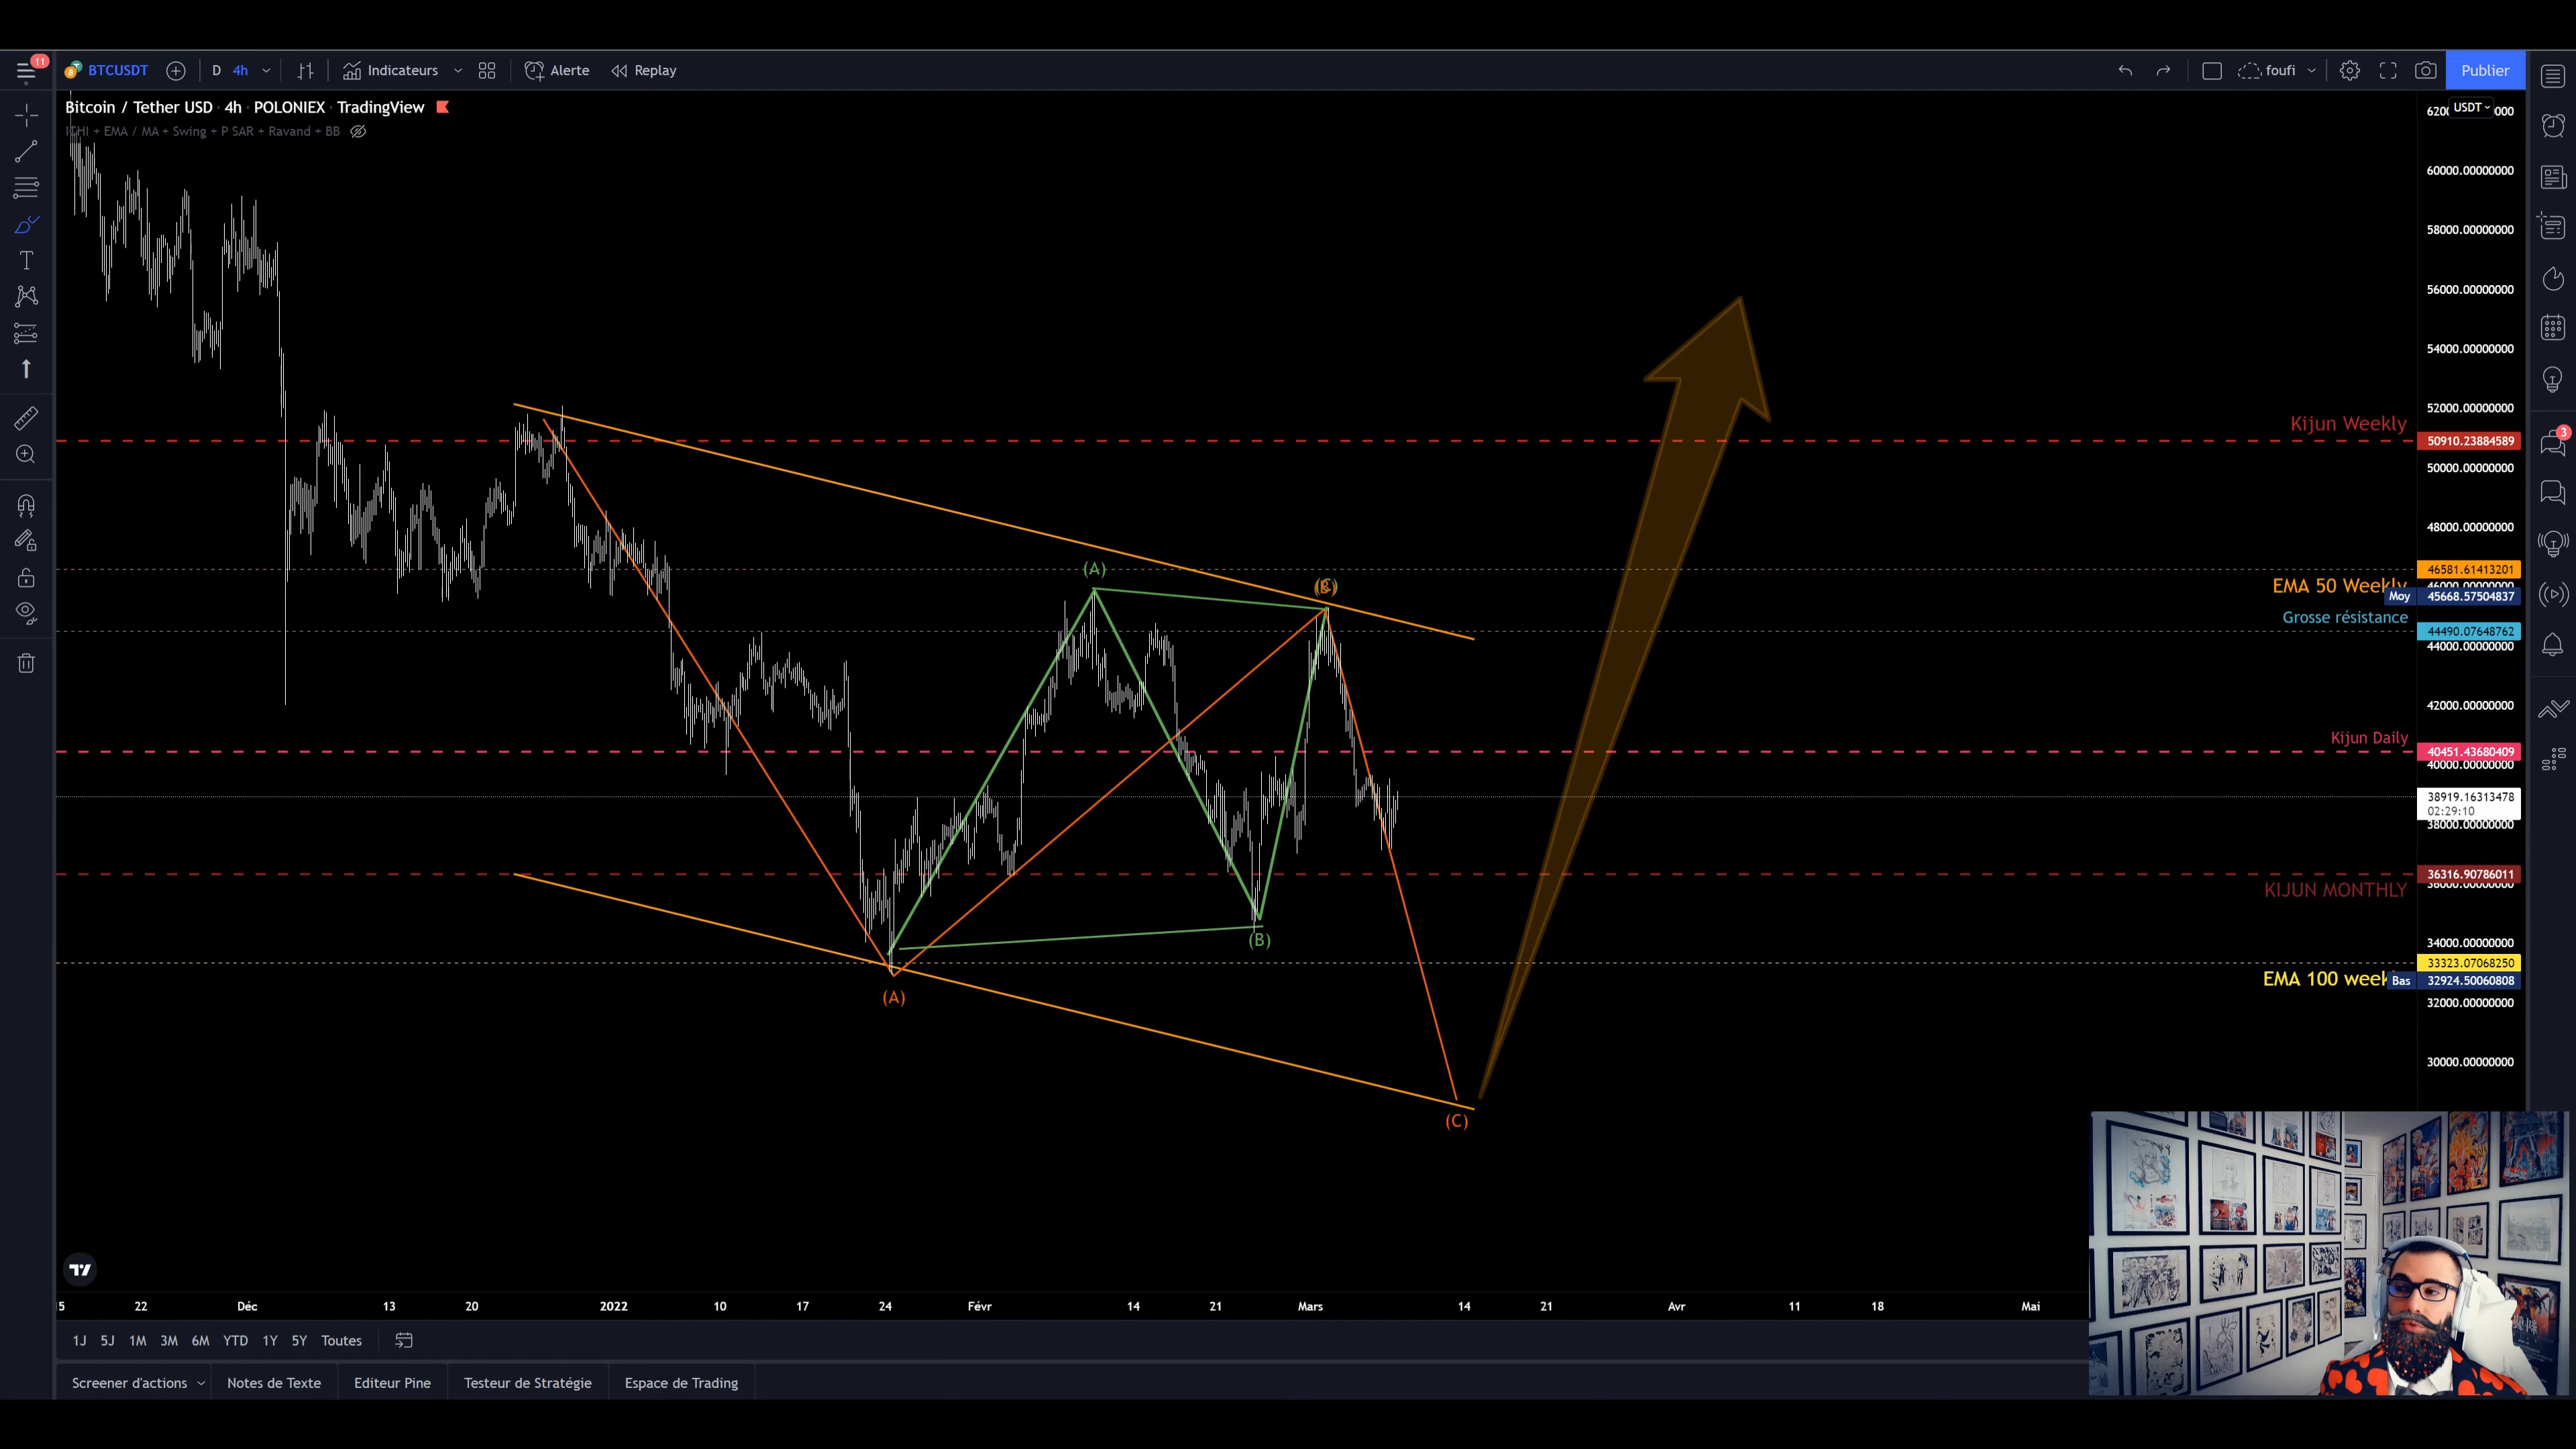 11
BTCUSDT D 4h Indicateurs Alerte Replay foufi Publier
Bitcoin / Tether USD · 4h · POLONIEX · TradingView
ICHI + EMA / MA + Swing + P SAR + Ravand + BB
USDT
60000.00000000
58000.00000000
56000.00000000
54000.00000000
52000.00000000
Kijun Weekly 50910.23884589
3
50000.00000000
48000.00000000
46581.61413201
EMA 50 Weekly
Moy 45668.57504837
Grosse résistance
44490.07648762
44000.00000000
42000.00000000
Kijun Daily
40451.43680409
40000.00000000
38919.16313478
02:29:10
38000.00000000
36316.90786011
36000.00000000
KIJUN MONTHLY
34000.00000000
33323.07068250
EMA 100 week
Bas 32924.50060808
32000.00000000
30000.00000000
(A)
(B)
(A)
(C)
22 Déc 13 20 2022 10 17 24 Févr 14 21 Mars 14 21 Avr 11 18 Mai
1J 5J 1M 3M 6M YTD 1Y 5Y Toutes
Screener d'actions Notes de Texte Editeur Pine Testeur de Stratégie Espace de Trading